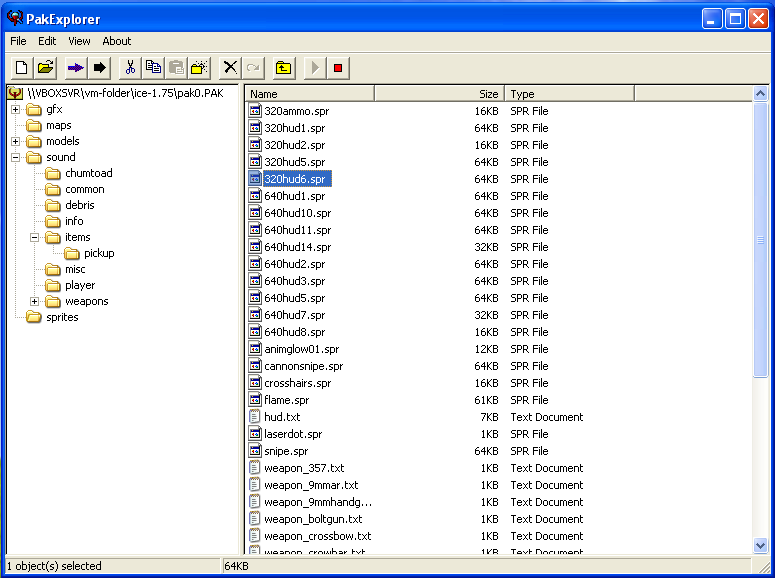 PakExplorer
File Edit View About
\\VBOXSVR\vm-folder\ice-1.75\pak0.PAK
gfx
maps
models
sound
chumtoad
common
debris
info
items
pickup
misc
player
weapons
sprites
Name Size Type
320ammo.spr 16KB SPR File
320hud1.spr 64KB SPR File
320hud2.spr 16KB SPR File
320hud5.spr 64KB SPR File
320hud6.spr 64KB SPR File
640hud1.spr 64KB SPR File
640hud10.spr 64KB SPR File
640hud11.spr 64KB SPR File
640hud14.spr 32KB SPR File
640hud2.spr 64KB SPR File
640hud3.spr 64KB SPR File
640hud5.spr 64KB SPR File
640hud7.spr 32KB SPR File
640hud8.spr 16KB SPR File
animglow01.spr 12KB SPR File
cannonsnipe.spr 64KB SPR File
crosshairs.spr 16KB SPR File
flame.spr 61KB SPR File
hud.txt 7KB Text Document
laserdot.spr 1KB SPR File
snipe.spr 64KB SPR File
weapon_357.txt 1KB Text Document
weapon_9mmar.txt 1KB Text Document
weapon_9mmhandg... 1KB Text Document
weapon_boltgun.txt 1KB Text Document
weapon_crossbow.txt 1KB Text Document
weapon_crowbar.txt 1KB Text Document
1 object(s) selected 64KB